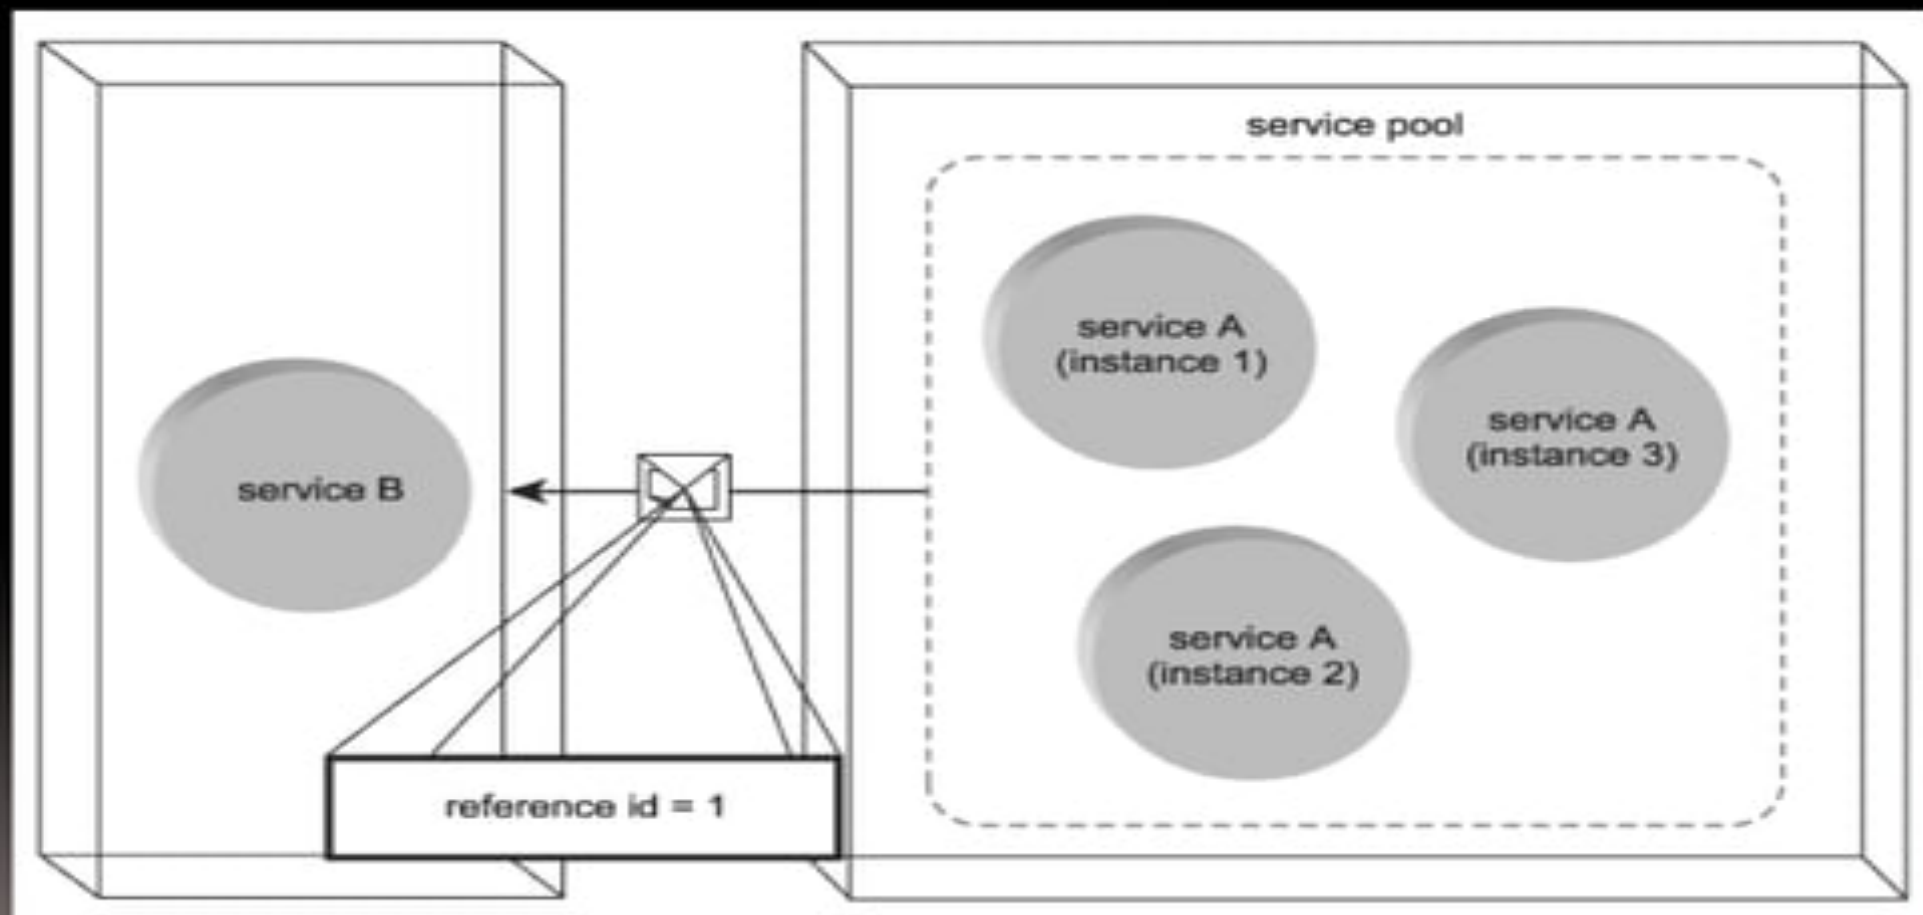 service pool
service A
(instance 1)
service A
(instance 3)
service B
service A
(instance 2)
reference id = 1